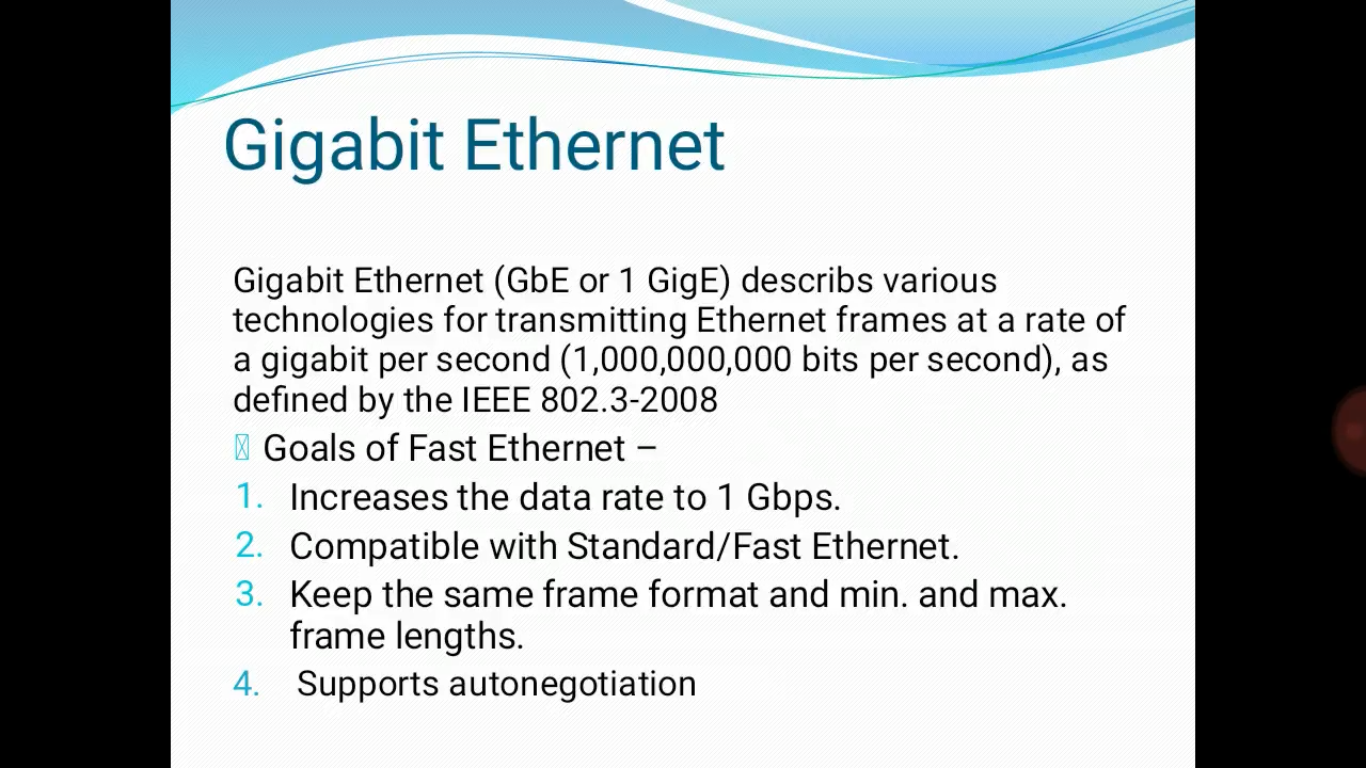 Gigabit Ethernet
Gigabit Ethernet (GbE or 1 GigE) describs various
technologies for transmitting Ethernet frames at a rate of
a gigabit per second (1,000,000,000 bits per second), as
defined by the IEEE 802.3-2008
Goals of Fast Ethernet –
1. Increases the data rate to 1 Gbps.
2. Compatible with Standard/Fast Ethernet.
3. Keep the same frame format and min. and max.
frame lengths.
4. Supports autonegotiation